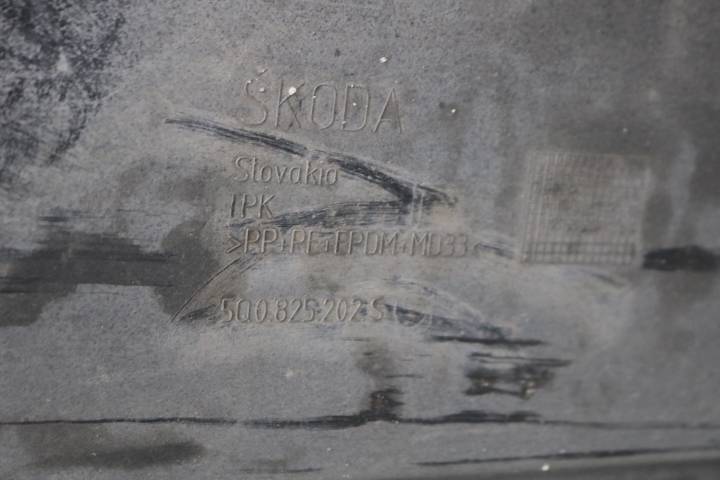 ŠKODA
Slovakia
IPK
>PP+PE+EPDM+MD33<
5Q0.825.202 S